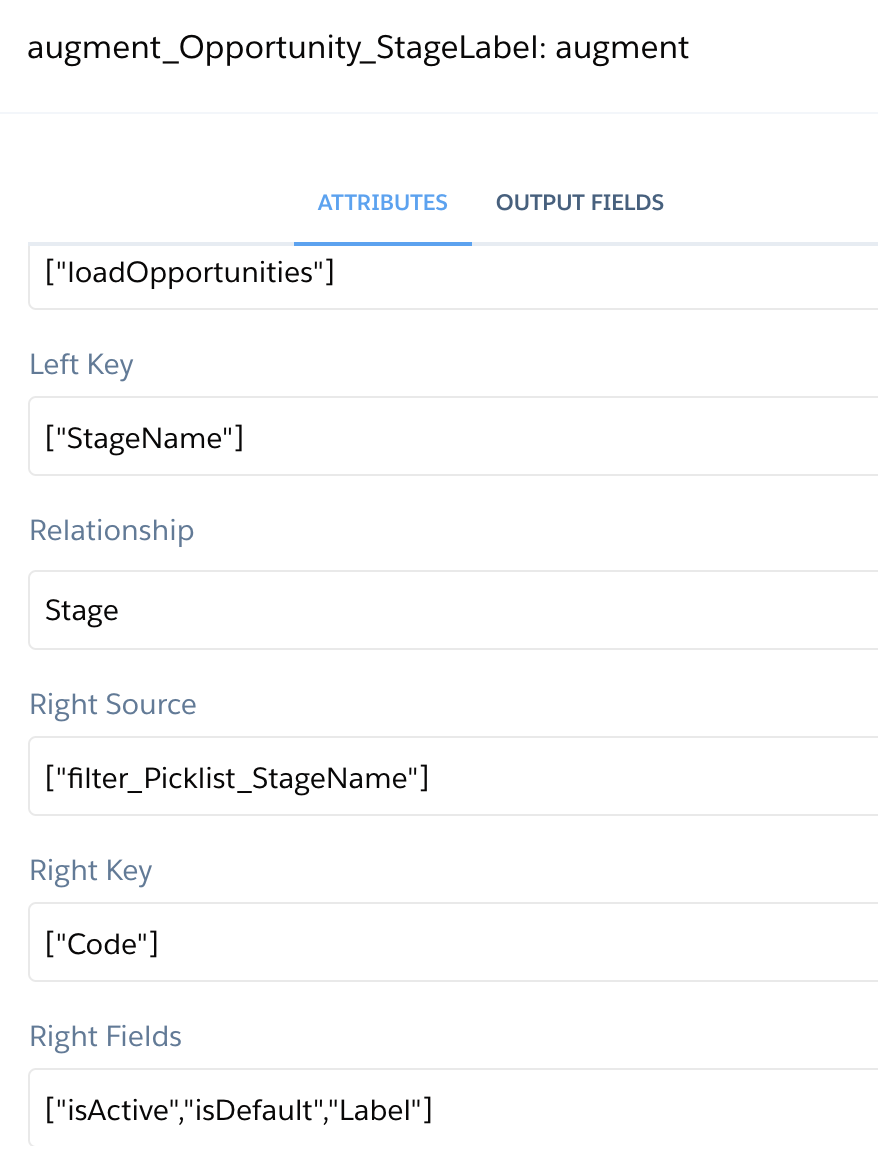 augment_Opportunity_StageLabel: augment
ATTRIBUTES OUTPUT FIELDS
["loadOpportunities"]
Left Key
["StageName"]
Relationship
Stage
Right Source
["filter_Picklist_StageName"]
Right Key
["Code"]
Right Fields
["isActive","isDefault","Label"]